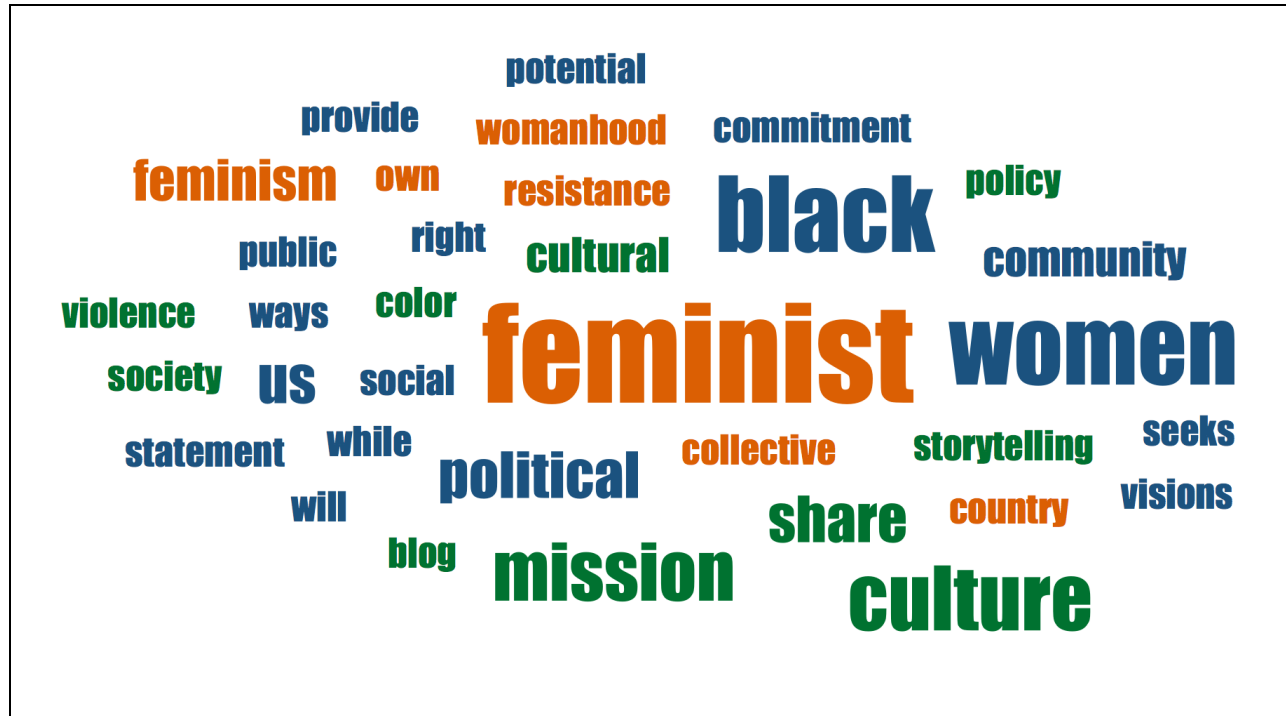 potential
provide womanhood commitment
feminism own resistance black policy
public right cultural community
violence ways color feminist women
society us social
statement while political collective storytelling seeks
will share country visions
blog mission culture